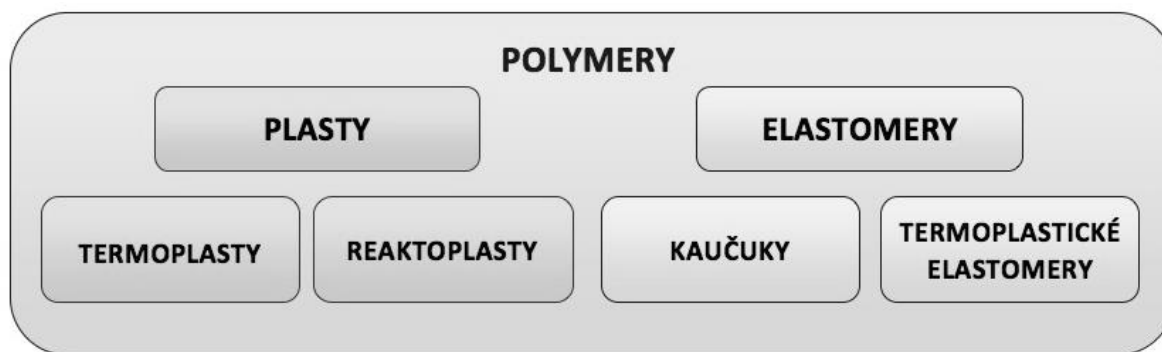 POLYMERY
PLASTY
ELASTOMERY
TERMOPLASTY
REAKTOPLASTY
KAUČUKY
TERMOPLASTICKÉ
ELASTOMERY